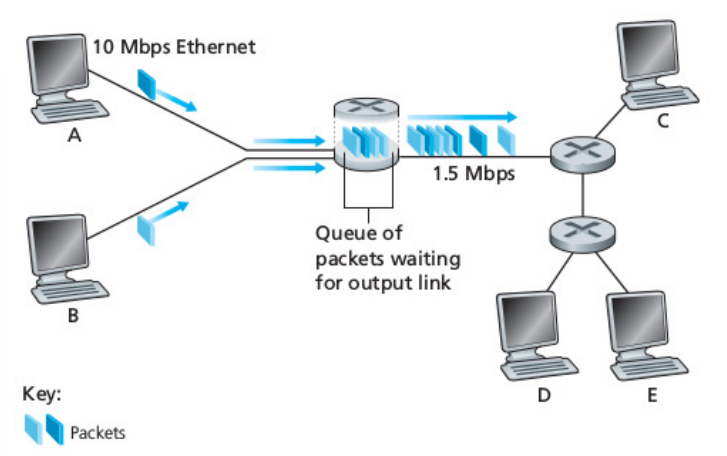 10 Mbps Ethernet
A
C
1.5 Mbps
Queue of
packets waiting
for output link
B
D
E
Key:
Packets